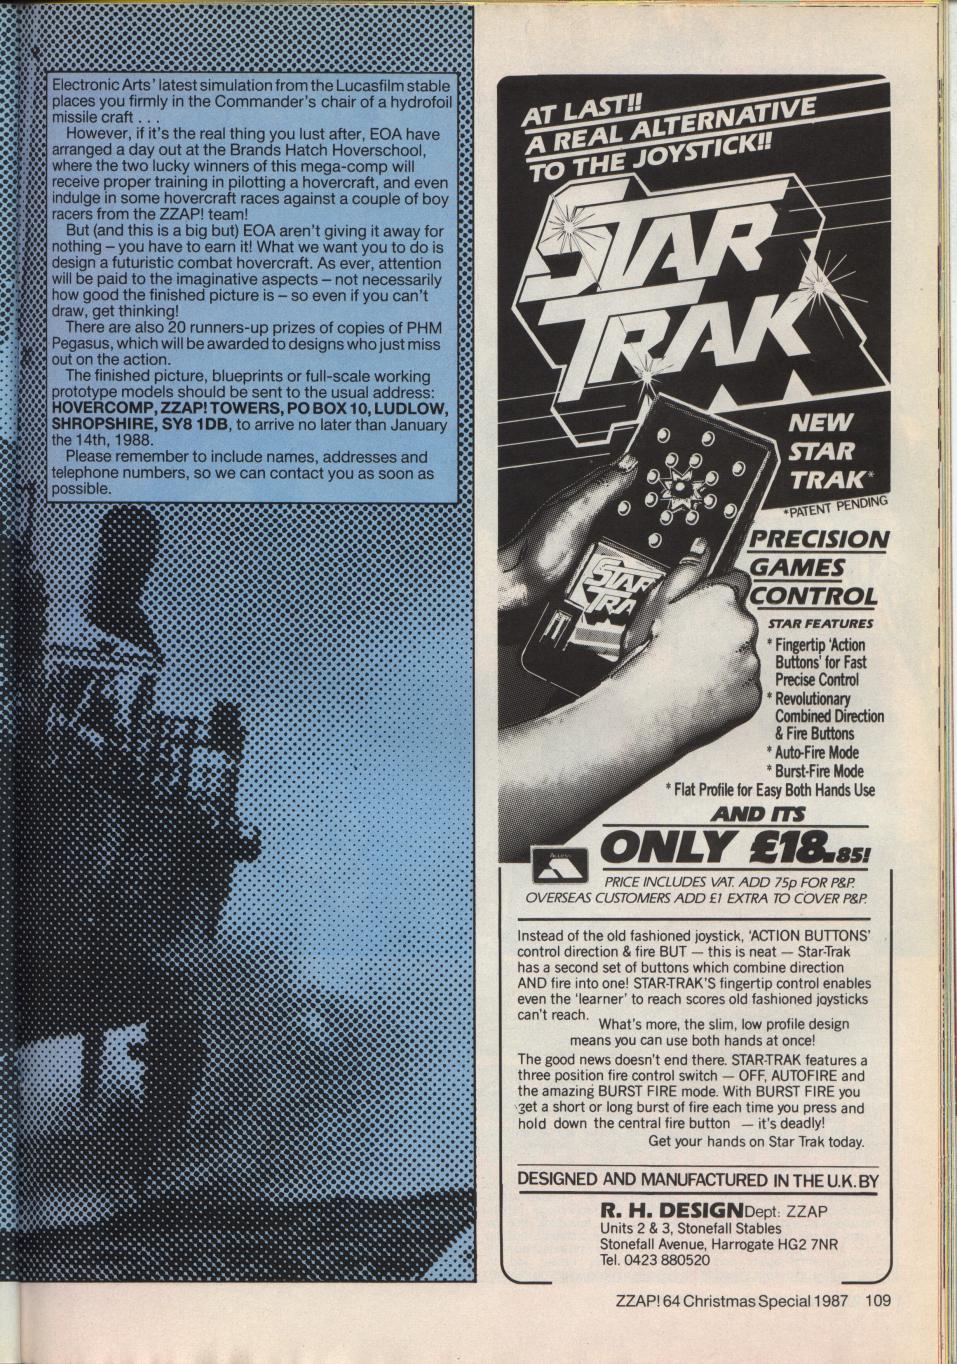 Electronic Arts' latest simulation from the Lucasfilm stable
places you firmly in the Commander's chair of a hydrofoil
missile craft . . .
However, if it's the real thing you lust after, EOA have
arranged a day out at the Brands Hatch Hoverschool,
where the two lucky winners of this mega-comp will
receive proper training in pilotting a hovercraft, and even
indulge in some hovercraft races against a couple of boy
racers from the ZZAP! team!
But (and this is a big but) EOA aren't giving it away for
nothing – you have to earn it! What we want you to do is
design a futuristic combat hovercraft. As ever, attention
will be paid to the imaginative aspects – not necessarily
how good the finished picture is – so even if you can't
draw, get thinking!
There are also 20 runners-up prizes of copies of PHM
Pegasus, which will be awarded to designs who just miss
out on the action.
The finished picture, blueprints or full-scale working
prototype models should be sent to the usual address:
HOVERCOMP, ZZAP! TOWERS, PO BOX 10, LUDLOW,
SHROPSHIRE, SY8 1DB, to arrive no later than January
the 14th, 1988.
Please remember to include names, addresses and
telephone numbers, so we can contact you as soon as
possible.
AT LAST!!
A REAL ALTERNATIVE
TO THE JOYSTICK!!
STAR
TRAK
NEW
STAR
TRAK*
*PATENT PENDING
STAR
TRA
PRECISION
GAMES
CONTROL
STAR FEATURES
* Fingertip 'Action
Buttons' for Fast
Precise Control
* Revolutionary
Combined Direction
& Fire Buttons
* Auto-Fire Mode
* Burst-Fire Mode
* Flat Profile for Easy Both Hands Use
AND ITS
ONLY £18.85!
Access
PRICE INCLUDES VAT. ADD 75p FOR P&P.
OVERSEAS CUSTOMERS ADD £1 EXTRA TO COVER P&P.
Instead of the old fashioned joystick, 'ACTION BUTTONS'
control direction & fire BUT — this is neat — Star-Trak
has a second set of buttons which combine direction
AND fire into one! STAR-TRAK'S fingertip control enables
even the 'learner' to reach scores old fashioned joysticks
can't reach.
What's more, the slim, low profile design
means you can use both hands at once!
The good news doesn't end there. STAR-TRAK features a
three position fire control switch — OFF, AUTOFIRE and
the amazing BURST FIRE mode. With BURST FIRE you
get a short or long burst of fire each time you press and
hold down the central fire button — it's deadly!
Get your hands on Star Trak today.
DESIGNED AND MANUFACTURED IN THE U.K. BY
R. H. DESIGN Dept: ZZAP
Units 2 & 3, Stonefall Stables
Stonefall Avenue, Harrogate HG2 7NR
Tel. 0423 880520
ZZAP! 64 Christmas Special 1987 109